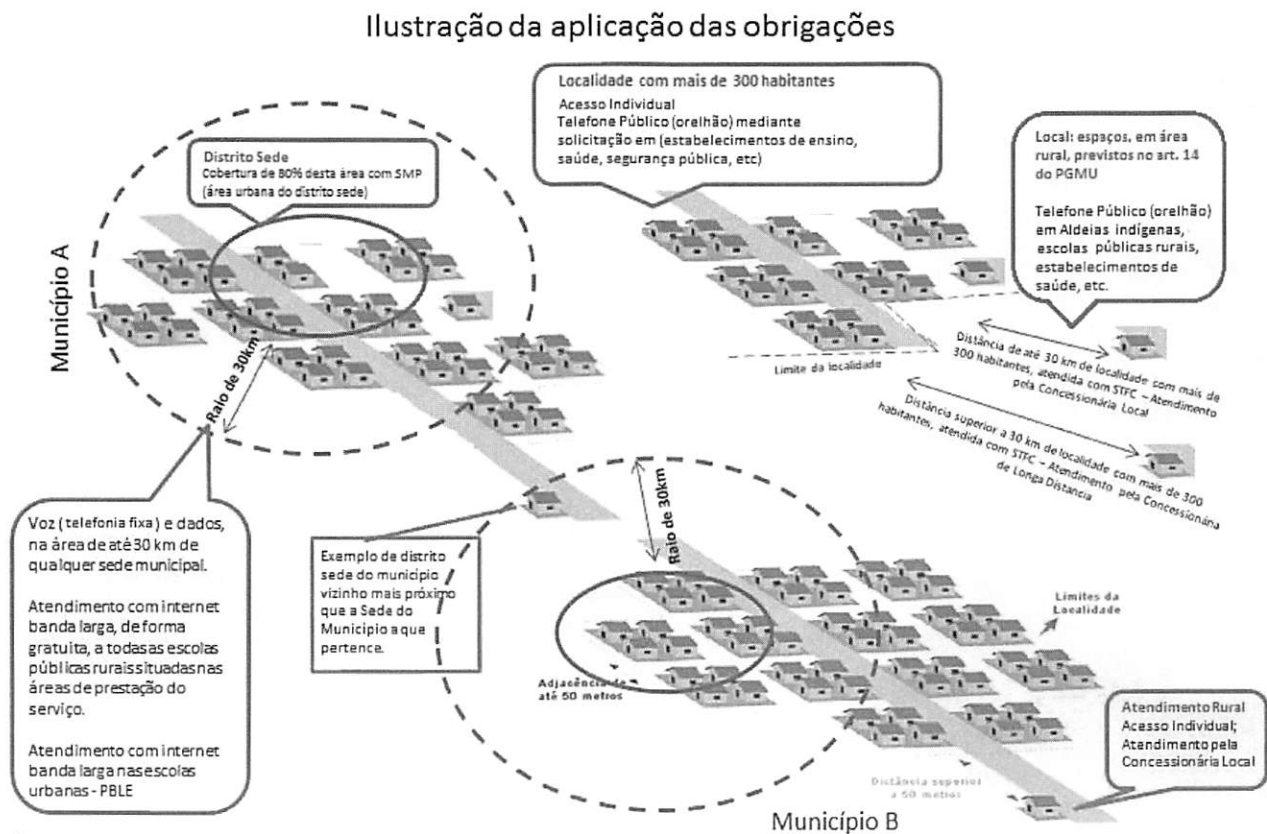 Ilustração da aplicação das obrigações
Localidade com mais de 300 habitantes
Acesso Individual
Telefone Público (orelhão) mediante
solicitação em (estabelecimentos de ensino,
saúde, segurança pública, etc)
Local: espaços, em área
rural, previstos no art. 14
do PGMU
Telefone Público (orelhão)
em Aldeias indígenas,
escolas públicas rurais,
estabelecimentos de
saúde, etc.
Distrito Sede
Cobertura de 80% desta área com SMP
(área urbana do distrito sede)
Município A
Raio de 30km
Limite da localidade
Distância de até 30 km de localidade com mais de
300 habitantes, atendida com STFC – Atendimento
pela Concessionária Local
Distância superior a 30 km de localidade com mais de 300
habitantes, atendida com STFC – Atendimento pela Concessionária
de Longa Distancia
Voz (telefonia fixa) e dados,
na área de até 30 km de
qualquer sede municipal.
Atendimento com internet
banda larga, de forma
gratuita, a todas as escolas
públicas rurais situadas nas
áreas de prestação do
serviço.
Atendimento com internet
banda larga nas escolas
urbanas - PBLE
Exemplo de distrito
sede do município
vizinho mais próximo
que a Sede do
Município a que
pertence.
Raio de 30km
Limites da
Localidade
Adjacência de
até 50 metros
Distância superior
a 50 metros
Atendimento Rural
Acesso Individual;
Atendimento pela
Concessionária Local
Município B